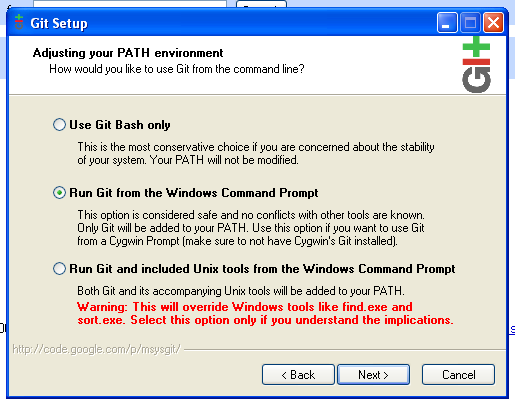 Git Setup
Adjusting your PATH environment
How would you like to use Git from the command line?
GIT
Use Git Bash only
This is the most conservative choice if you are concerned about the stability
of your system. Your PATH will not be modified.
Run Git from the Windows Command Prompt
This option is considered safe and no conflicts with other tools are known.
Only Git will be added to your PATH. Use this option if you want to use Git
from a Cygwin Prompt (make sure to not have Cygwin's Git installed).
Run Git and included Unix tools from the Windows Command Prompt
Both Git and its accompanying Unix tools will be added to your PATH.
Warning: This will override Windows tools like find.exe and
sort.exe. Select this option only if you understand the implications.
http://code.google.com/p/msysgit/
< Back
Next >
Cancel